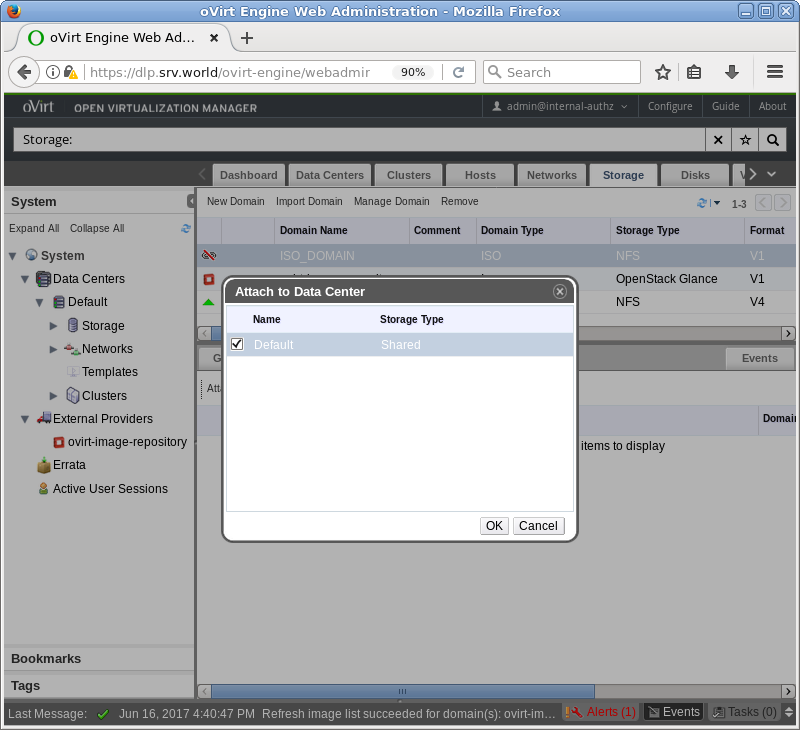 oVirt Engine Web Administration - Mozilla Firefox
oVirt Engine Web Ad...
https://dlp.srv.world/ovirt-engine/webadmir
90%
Search
oVirt OPEN VIRTUALIZATION MANAGER
admin@internal-authz
Configure
Guide
About
Storage:
Dashboard
Data Centers
Clusters
Hosts
Networks
Storage
Disks
System
Expand All
Collapse All
System
Data Centers
Default
Storage
Networks
Templates
Clusters
External Providers
ovirt-image-repository
Errata
Active User Sessions
Bookmarks
Tags
New Domain
Import Domain
Manage Domain
Remove
1-3
Domain Name
Comment
Domain Type
Storage Type
Format
ISO_DOMAIN
ISO
NFS
V1
OpenStack Glance
V1
NFS
V4
Events
Domain
items to display
Attach to Data Center
Name
Storage Type
Default
Shared
OK
Cancel
Last Message:
Jun 16, 2017 4:40:47 PM
Refresh image list succeeded for domain(s): ovirt-im...
Alerts (1)
Events
Tasks (0)